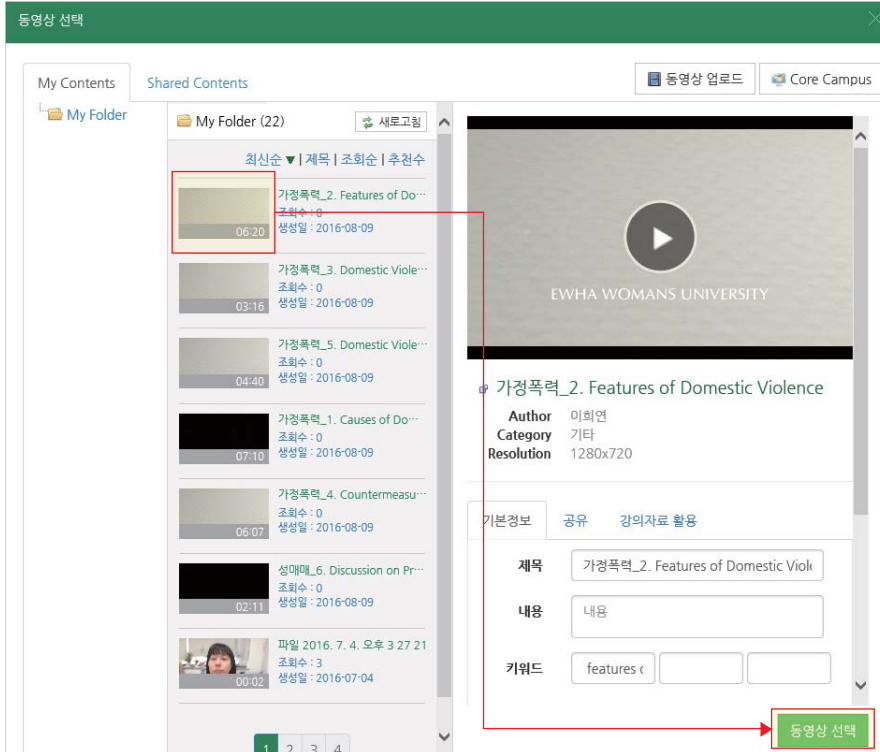 동영상 선택
My Contents
Shared Contents
동영상 업로드
Core Campus
My Folder
My Folder (22)
새로고침
최신순 ▼ | 제목 | 조회순 | 추천수
가정폭력_2. Features of Do…
조회수 : 0
생성일 : 2016-08-09
06:20
가정폭력_3. Domestic Viole…
조회수 : 0
생성일 : 2016-08-09
03:16
가정폭력_5. Domestic Viole…
조회수 : 0
생성일 : 2016-08-09
04:40
가정폭력_1. Causes of Do…
조회수 : 0
생성일 : 2016-08-09
07:10
가정폭력_4. Countermeasu…
조회수 : 0
생성일 : 2016-08-09
06:07
성매매_6. Discussion on Pr…
조회수 : 0
생성일 : 2016-08-09
02:11
파일 2016. 7. 4. 오후 3 27 21
조회수 : 3
생성일 : 2016-07-04
00:02
1 2 3 4
EWHA WOMANS UNIVERSITY
가정폭력_2. Features of Domestic Violence
Author 이희연
Category 기타
Resolution 1280x720
기본정보 공유 강의자료 활용
제목 가정폭력_2. Features of Domestic Viole
내용 내용
키워드 features
동영상 선택